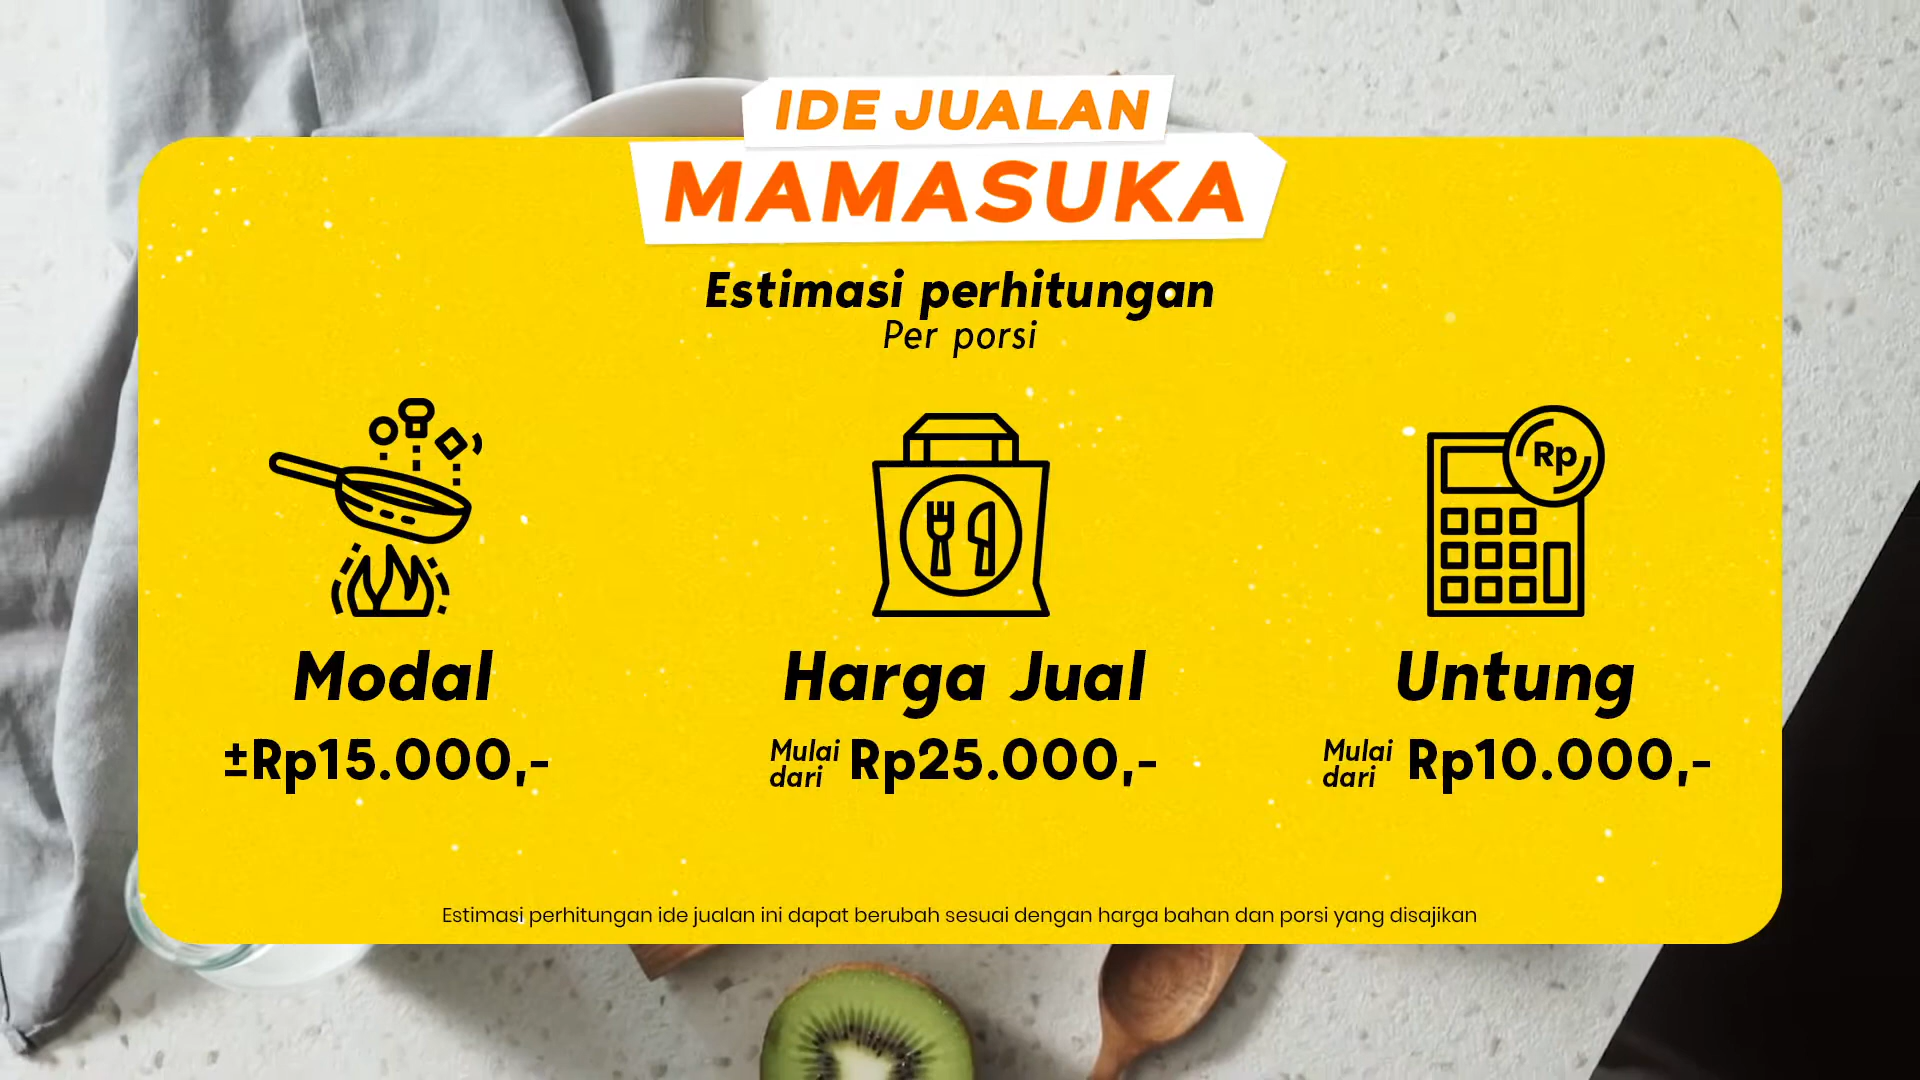 IDE JUALAN
MAMASUKA
Estimasi perhitungan
Per porsi
Rp
Modal
Harga Jual
Untung
±Rp15.000,-
Mulai dari Rp25.000,-
Mulai dari Rp10.000,-
Estimasi perhitungan ide jualan ini dapat berubah sesuai dengan harga bahan dan porsi yang disajikan